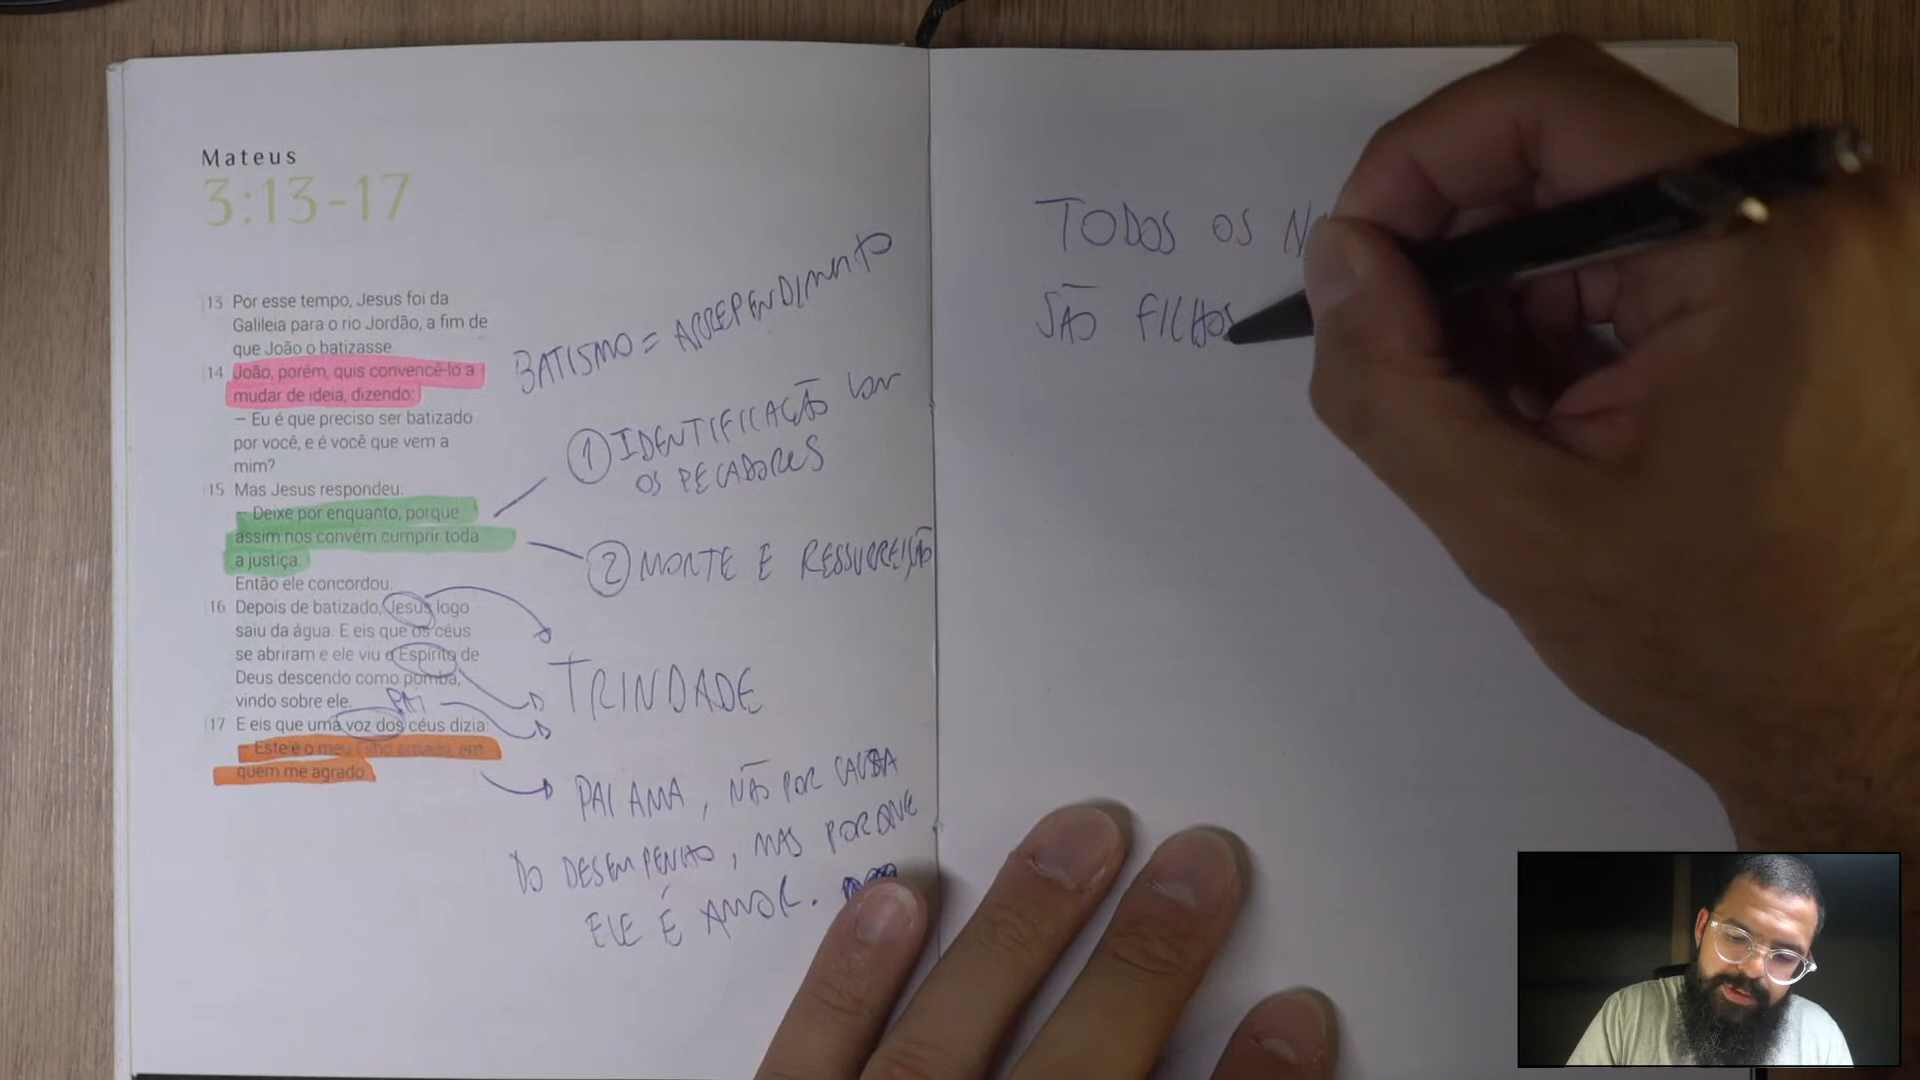 Mateus
3:13-17
13 Por esse tempo, Jesus foi da
Galileia para o rio Jordão, a fim de
que João o batizasse.
14 João, porém, quis convencê-lo a
mudar de ideia, dizendo:
– Eu é que preciso ser batizado
por você, e é você que vem a
mim?
15 Mas Jesus respondeu:
– Deixe por enquanto, porque
assim nos convém cumprir toda
a justiça.
Então ele concordou.
16 Depois de batizado, Jesus logo
saiu da água. E eis que os céus
se abriram e ele viu o Espírito de
Deus descendo como pomba,
vindo sobre ele.
PAI
17 E eis que uma voz dos céus dizia:
– Este é o meu Filho amado, em
quem me agrado.
BATISMO = ARREPENDIMENTO
1 IDENTIFICAÇÃO COM
OS PECADORES
2 MORTE E RESSURREIÇÃO
TRINDADE
PAI AMA, NÃO POR CAUSA
DO DESEMPENHO, MAS PORQUE
ELE É AMOR.
TODOS OS
SÃO FILHOS